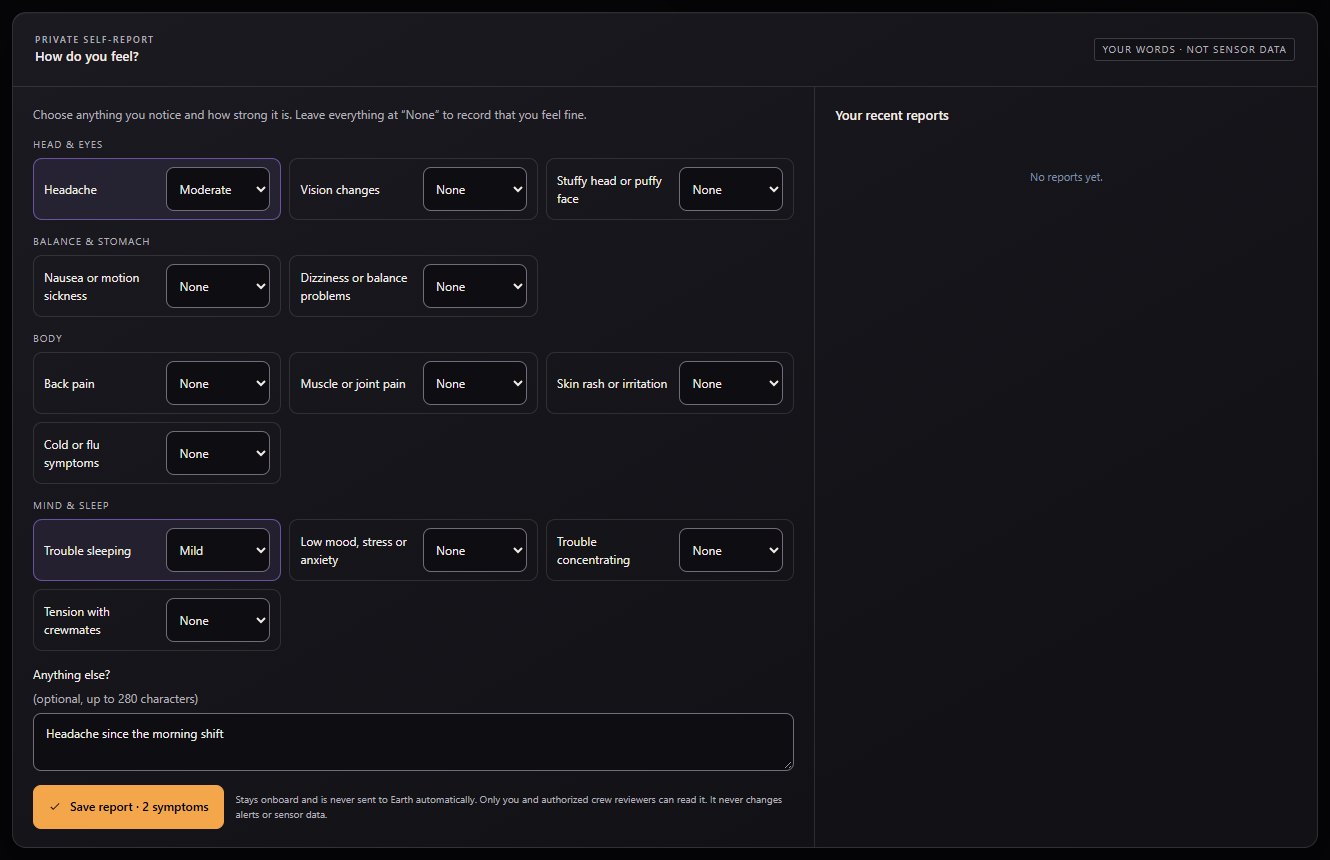 PRIVATE SELF-REPORT
How do you feel?
YOUR WORDS · NOT SENSOR DATA
Choose anything you notice and how strong it is. Leave everything at “None” to record that you feel fine.
HEAD & EYES
Headache
Moderate
Vision changes
None
Stuffy head or puffy
face
None
BALANCE & STOMACH
Nausea or motion
sickness
None
Dizziness or balance
problems
None
BODY
Back pain
None
Muscle or joint pain
None
Skin rash or irritation
None
Cold or flu
symptoms
None
MIND & SLEEP
Trouble sleeping
Mild
Low mood, stress or
anxiety
None
Trouble
concentrating
None
Tension with
crewmates
None
Anything else?
(optional, up to 280 characters)
Headache since the morning shift
✓ Save report · 2 symptoms
Stays onboard and is never sent to Earth automatically. Only you and authorized crew reviewers can read it. It never changes
alerts or sensor data.
Your recent reports
No reports yet.